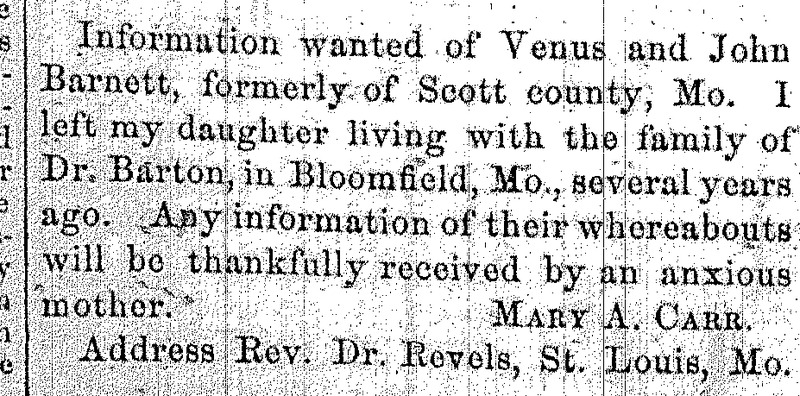 Information wanted of Venus and John
Barnett, formerly of Scott county, Mo. I
left my daughter living with the family of
Dr. Barton, in Bloomfield, Mo., several years
ago. Any information of their whereabouts
will be thankfully received by an anxious
mother. MARY A. CARR.
Address Rev. Dr. Revels, St. Louis, Mo.